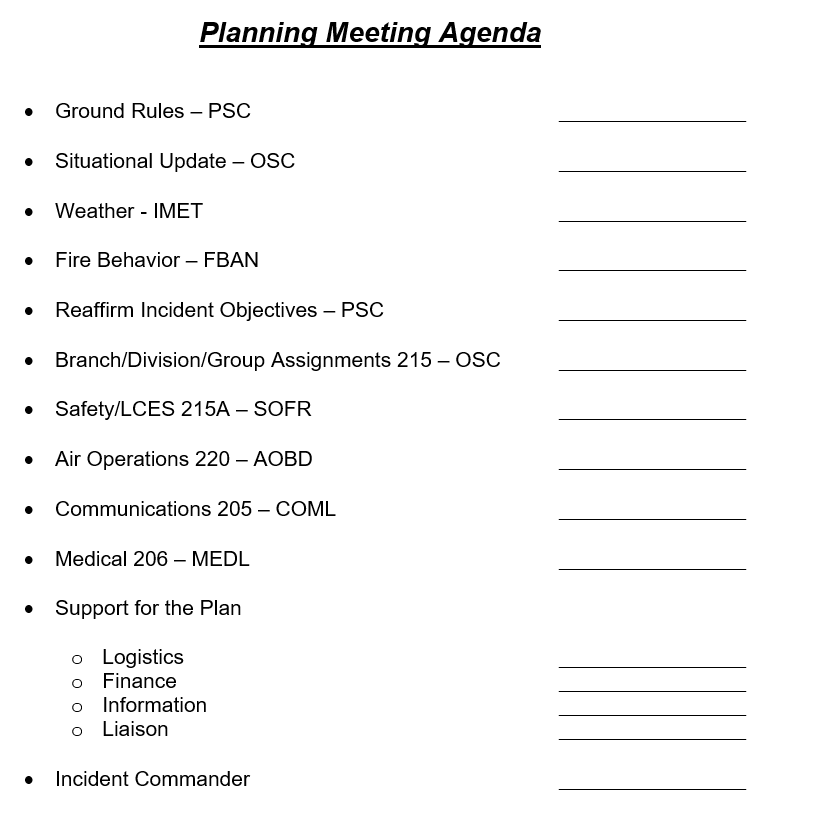 Planning Meeting Agenda
• Ground Rules – PSC ________________
• Situational Update – OSC ________________
• Weather - IMET ________________
• Fire Behavior – FBAN ________________
• Reaffirm Incident Objectives – PSC ________________
• Branch/Division/Group Assignments 215 – OSC ________________
• Safety/LCES 215A – SOFR ________________
• Air Operations 220 – AOBD ________________
• Communications 205 – COML ________________
• Medical 206 – MEDL ________________
• Support for the Plan
o Logistics ________________
o Finance ________________
o Information ________________
o Liaison ________________
• Incident Commander ________________